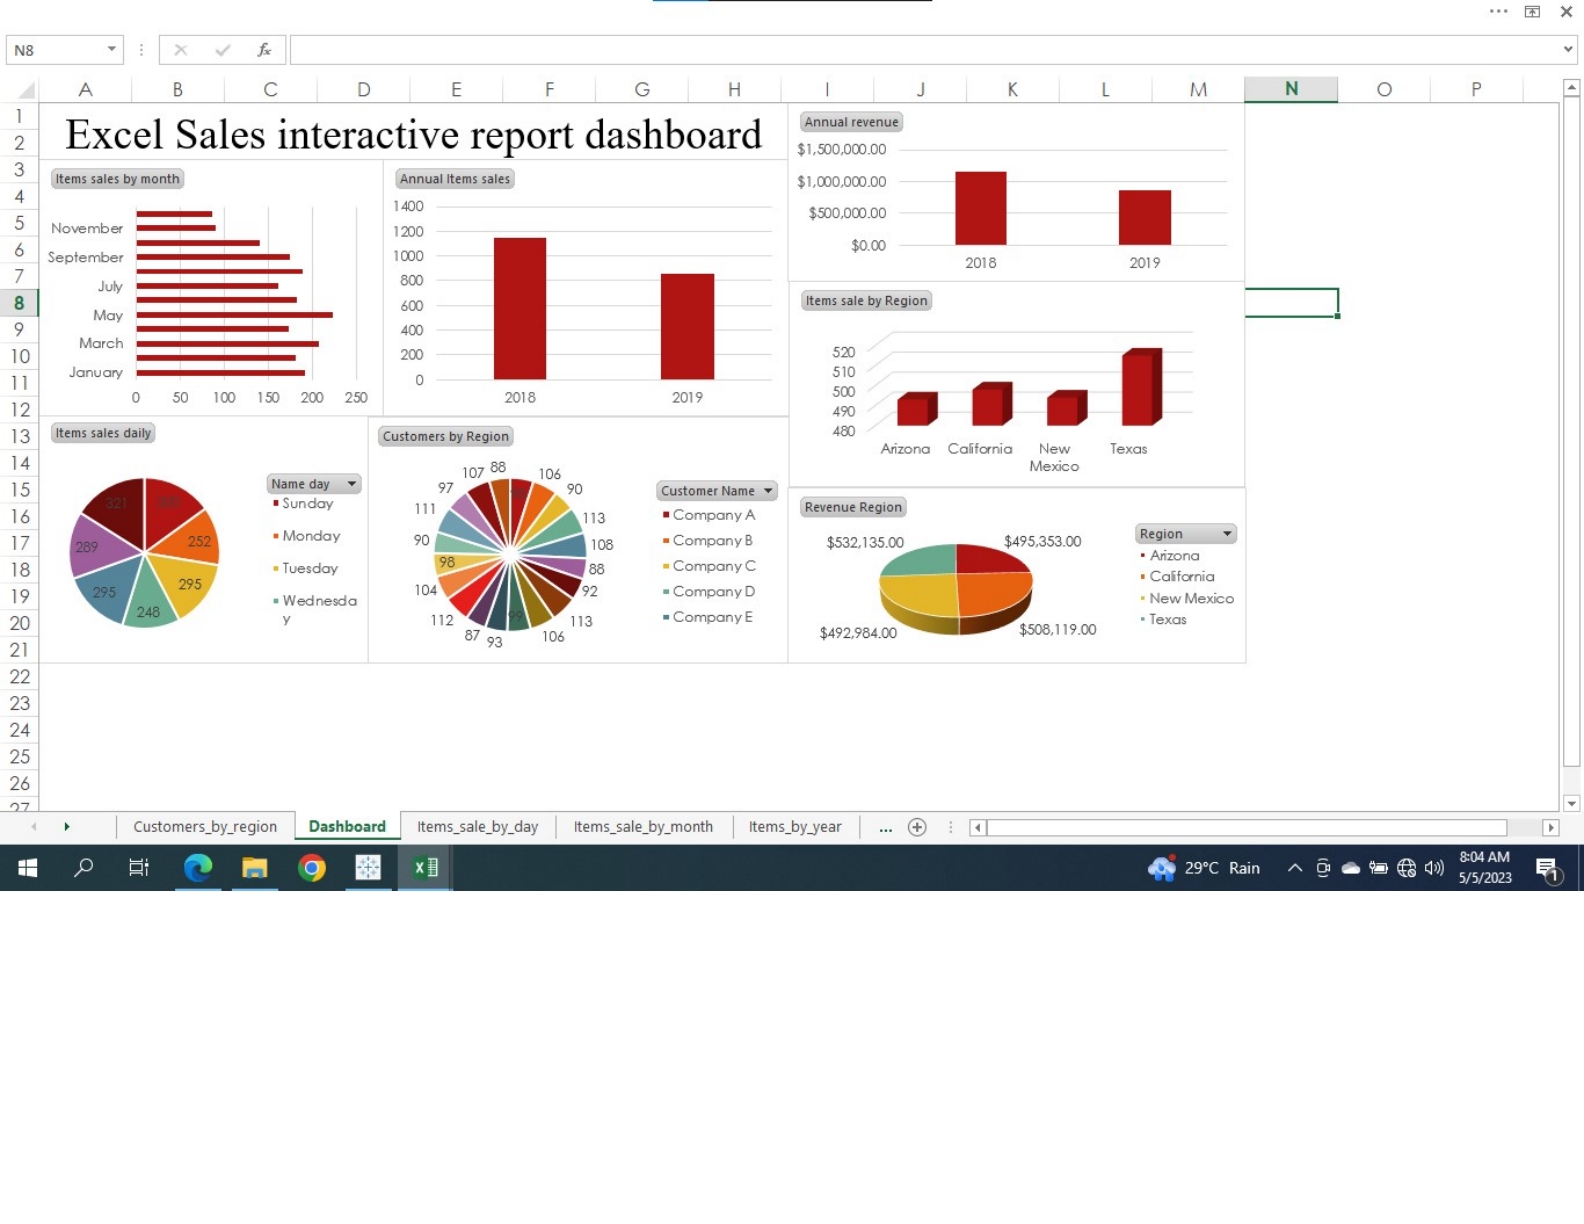 N8
fx
A B C D E F G H I J K L M N O P
1
2
3
4
5
6
7
8
9
10
11
12
13
14
15
16
17
18
19
20
21
22
23
24
25
26
27
Excel Sales interactive report dashboard
Items sales by month
November
September
July
May
March
January
0 50 100 150 200 250
Annual Items sales
1400
1200
1000
800
600
400
200
0
2018 2019
Annual revenue
$1,500,000.00
$1,000,000.00
$500,000.00
$0.00
2018 2019
Items sale by Region
520
510
500
490
480
Arizona California New Texas
Mexico
Items sales daily
321
252
289
295
295
248
Name day
Sunday
Monday
Tuesday
Wednesda
y
Customers by Region
107 88 106
97 90
111 113
90 108
98 88
104 92
112 99 113
87 93 106
Customer Name
Company A
Company B
Company C
Company D
Company E
Revenue Region
$532,135.00 $495,353.00
$492,984.00 $508,119.00
Region
Arizona
California
New Mexico
Texas
Customers_by_region Dashboard Items_sale_by_day Items_sale_by_month Items_by_year ...
29°C Rain
8:04 AM
5/5/2023
1